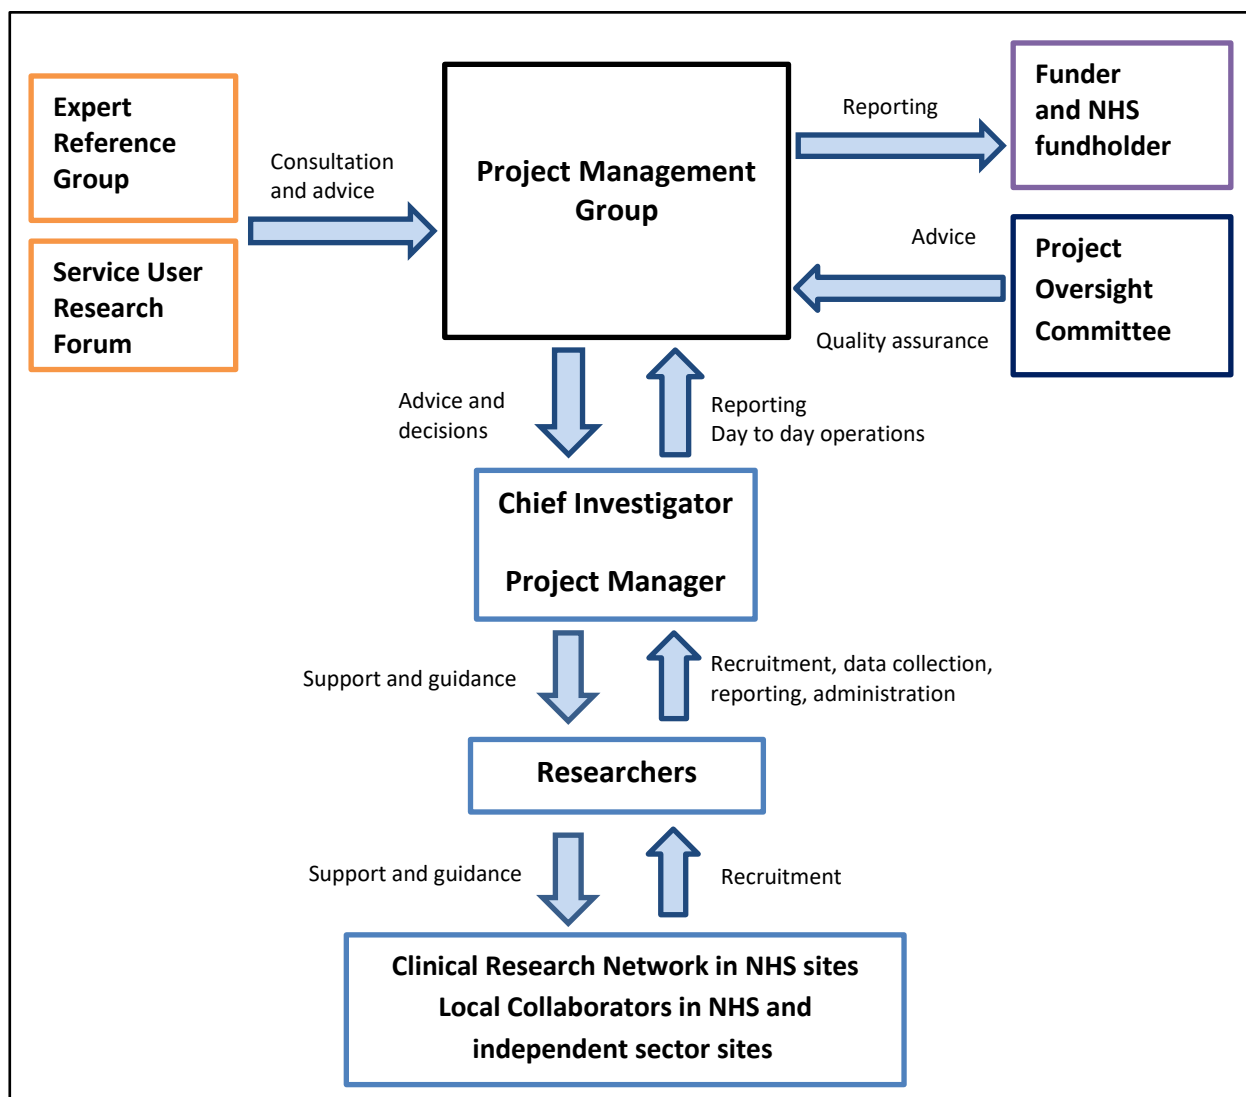 Expert
Reference
Group
Service User
Research
Forum
Consultation
and advice
Project Management
Group
Reporting
Funder
and NHS
fundholder
Advice
Quality assurance
Project
Oversight
Committee
Advice and
decisions
Reporting
Day to day operations
Chief Investigator
Project Manager
Support and guidance
Recruitment, data collection,
reporting, administration
Researchers
Support and guidance
Recruitment
Clinical Research Network in NHS sites
Local Collaborators in NHS and
independent sector sites